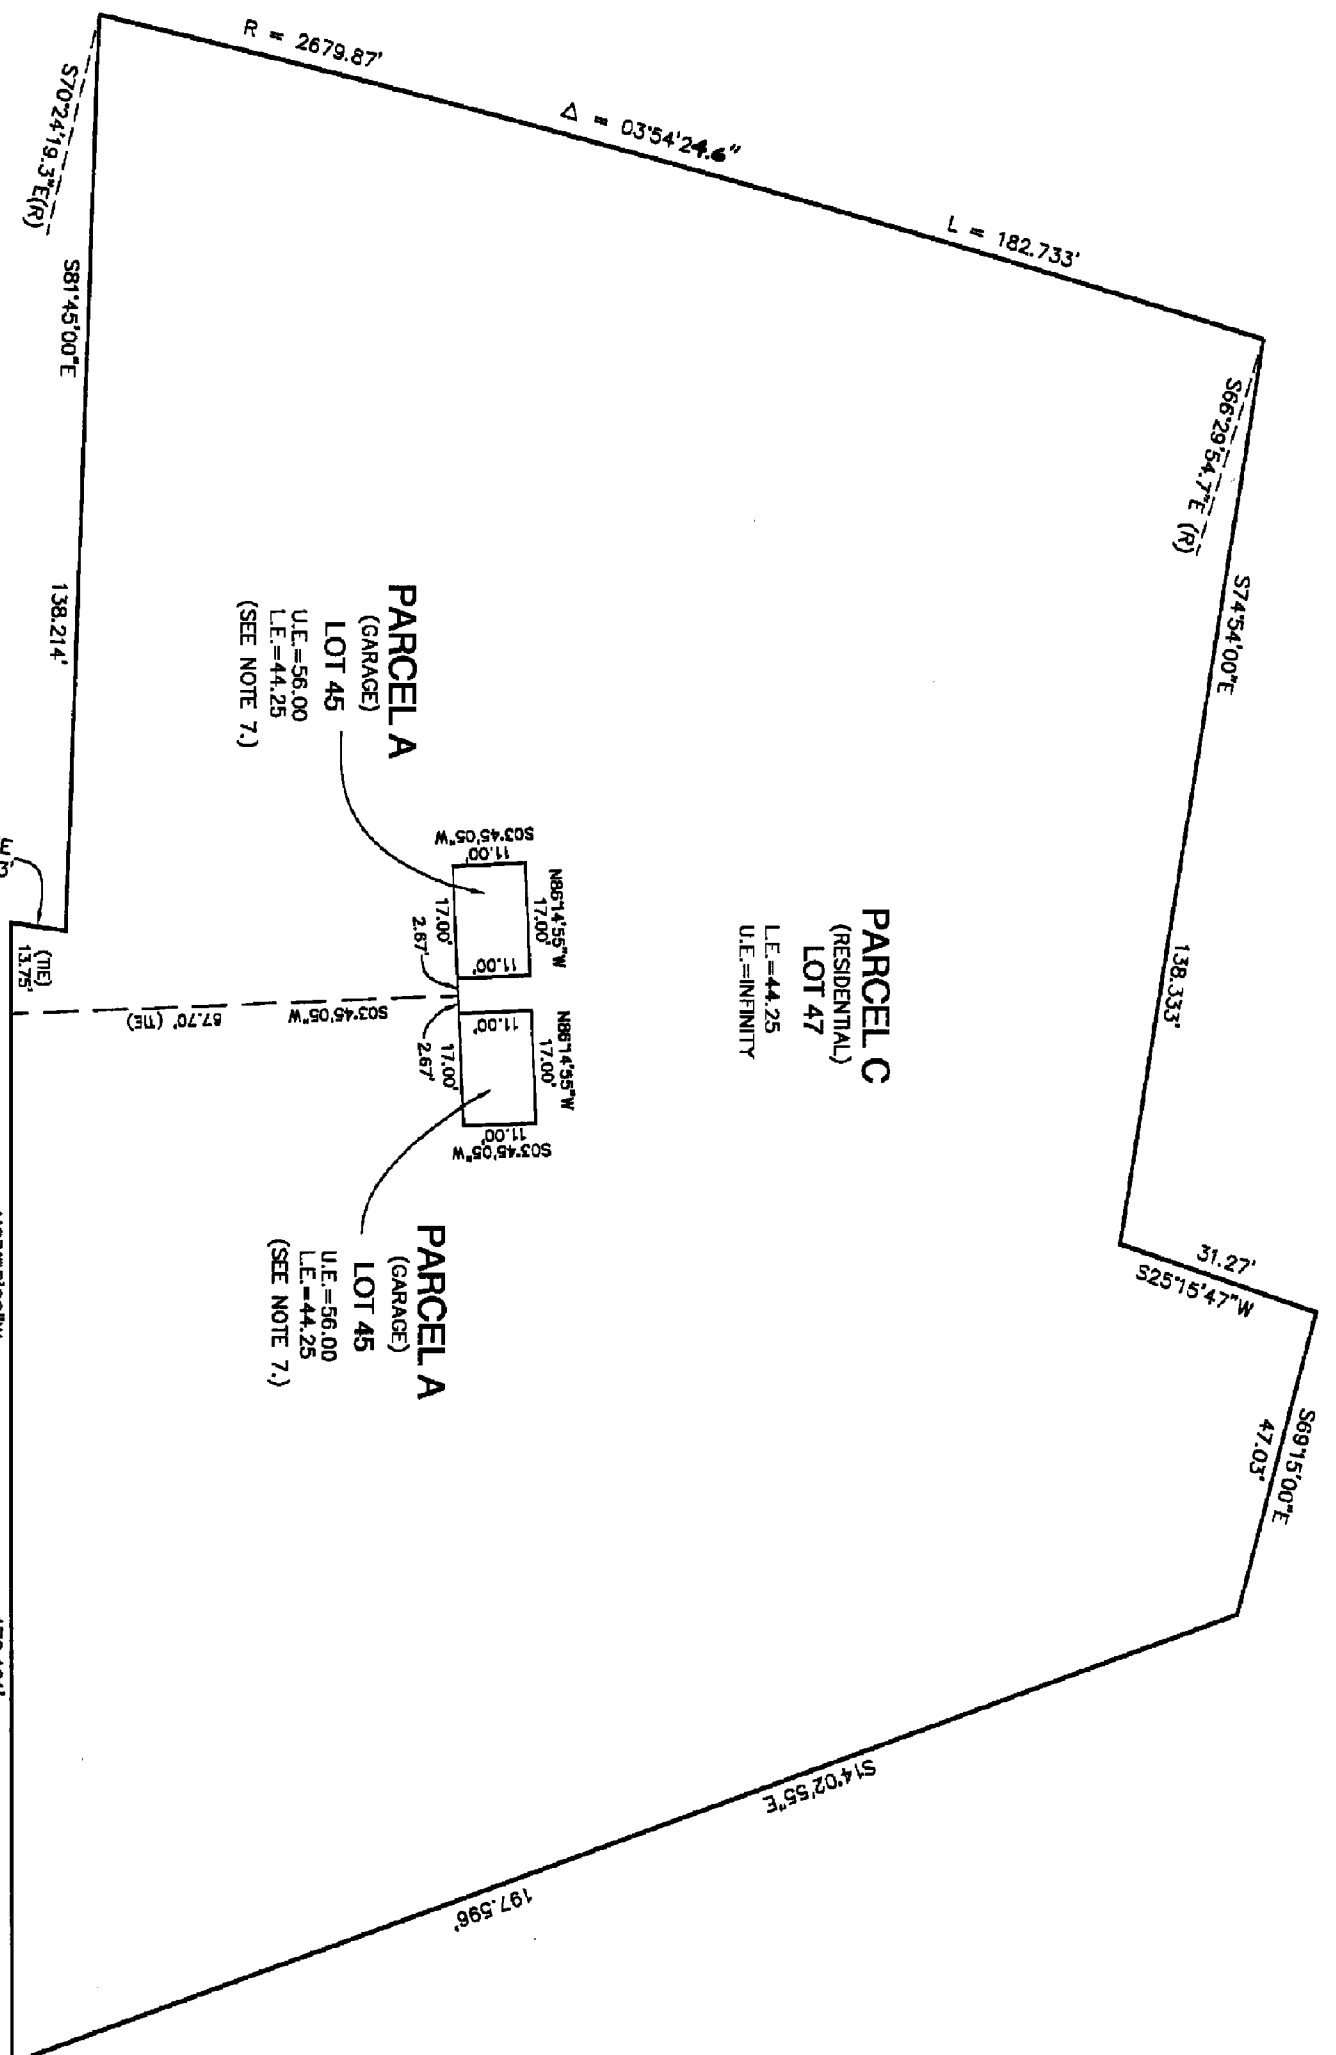 R = 2679.87'
Δ = 03°54'24.6"
L = 182.733'
S70°24'19.3"E(R)
S81°45'00"E
138.214'
S66°29'54.7"E (R)
S74°54'00"E
138.333'
31.27'
S25°15'47"W
S69°15'00"E
47.03'
S14°02'55"E
197.596'
PARCEL C
(RESIDENTIAL)
LOT 47
L.E.=44.25
U.E.=INFINITY
PARCEL A
(GARAGE)
LOT 45
U.E.=56.00
L.E.=44.25
(SEE NOTE 7.)
S03°45'05"W
11.00'
N86°14'55"W
17.00'
11.00'
17.00'
2.67'
N86°14'55"W
17.00'
11.00'
17.00'
2.67'
11.00'
S03°45'05"W
PARCEL A
(GARAGE)
LOT 45
U.E.=56.00
L.E.=44.25
(SEE NOTE 7.)
S03°45'05"W
87.70' (TIE)
(TIE)
13.75'
E
3'